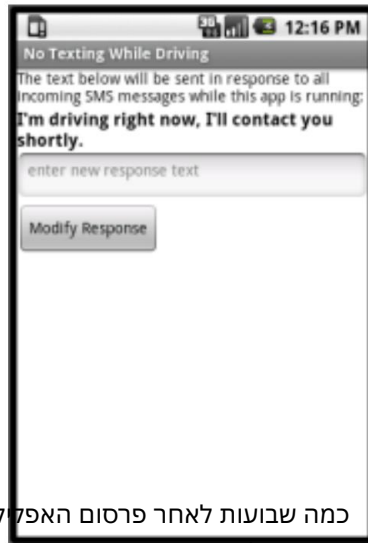 3G 12:16 PM
No Texting While Driving
The text below will be sent in response to all
incoming SMS messages while this app is running:
I'm driving right now, I'll contact you
shortly.
enter new response text
Modify Response
כמה שבועות לאחר פרסום